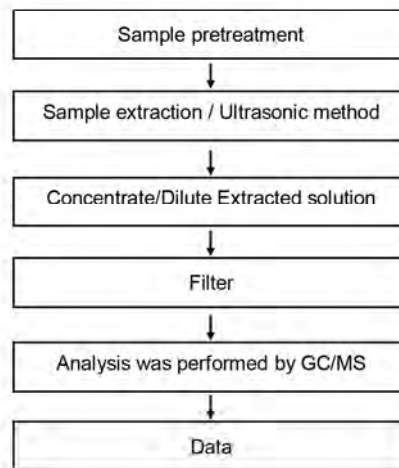 Sample pretreatment
Sample extraction / Ultrasonic method
Concentrate/Dilute Extracted solution
Filter
Analysis was performed by GC/MS
Data